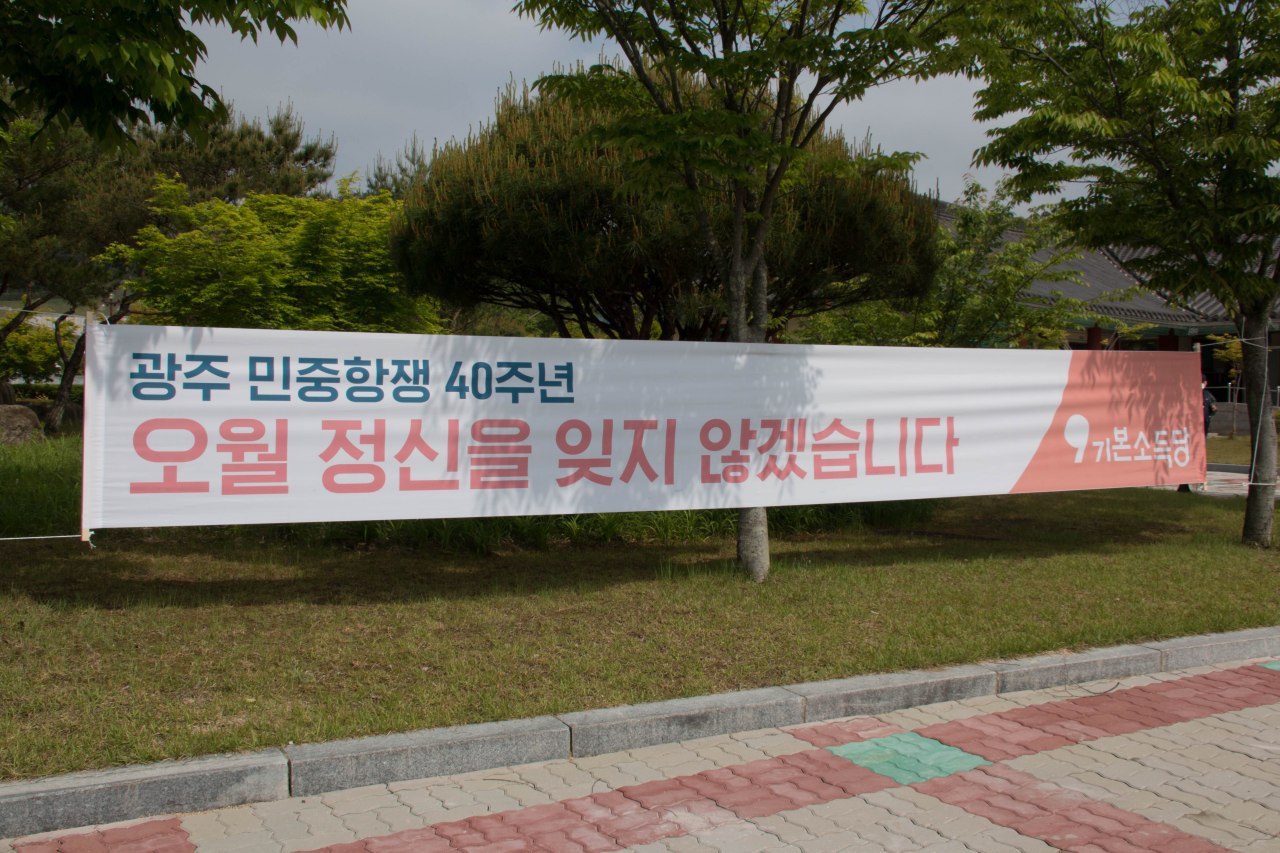 광주 민중항쟁 40주년
오월 정신을 잊지 않겠습니다
기본소득당